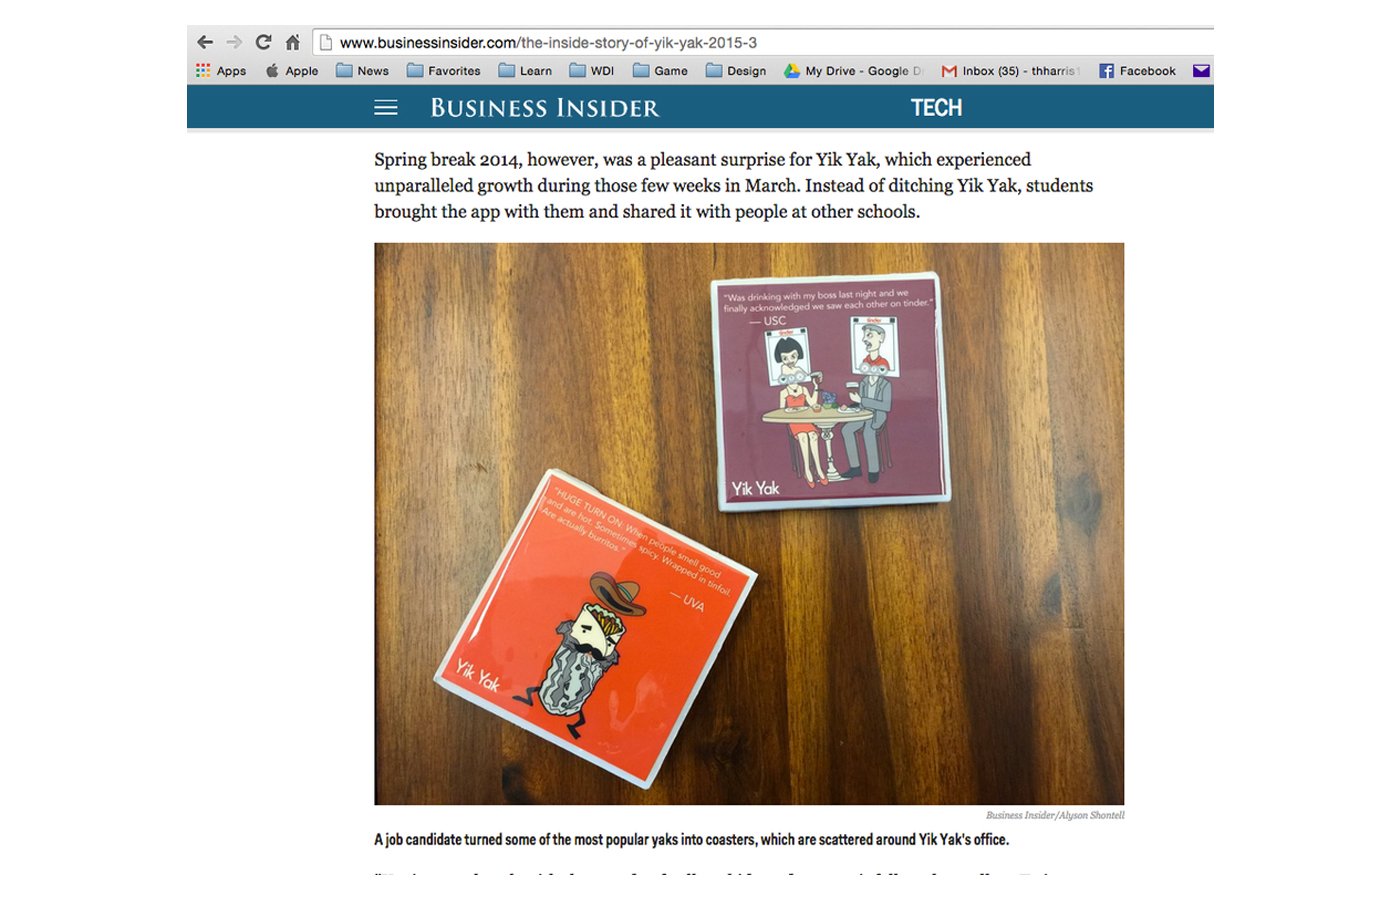 www.businessinsider.com/the-inside-story-of-yik-yak-2015-3
Apps Apple News Favorites Learn WDI Game Design My Drive - Google D Inbox (35) - thharris1 Facebook
BUSINESS INSIDER TECH
Spring break 2014, however, was a pleasant surprise for Yik Yak, which experienced
unparalleled growth during those few weeks in March. Instead of ditching Yik Yak, students
brought the app with them and shared it with people at other schools.
"Was drinking with my boss last night and we
finally acknowledged we saw each other on tinder."
— USC
tinder
tinder
Yik Yak
"HUGE TURN ON: When people smell good
and are hot. Sometimes spicy. Wrapped in tinfoil.
Are actually burritos."
— UVA
Yik Yak
Business Insider/Alyson Shontell
A job candidate turned some of the most popular yaks into coasters, which are scattered around Yik Yak's office.